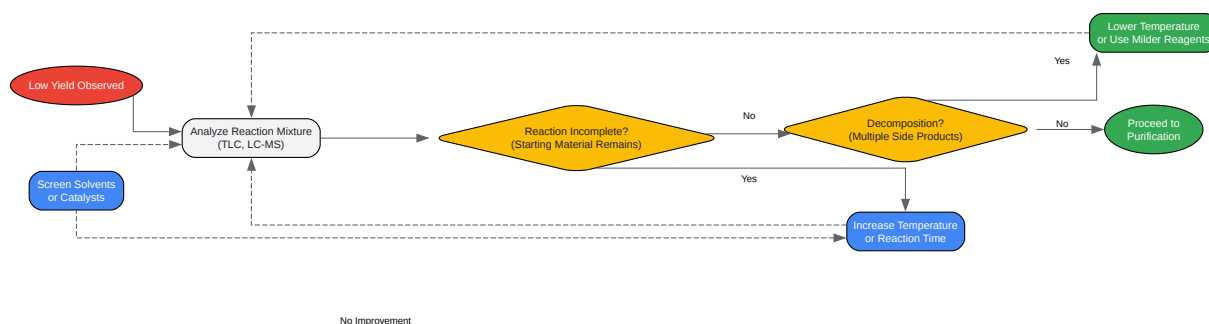 Lower Temperature
or Use Milder Reagents
Yes
Low Yield Observed
Analyze Reaction Mixture
(TLC, LC-MS)
Reaction Incomplete?
(Starting Material Remains)
No
Decomposition?
(Multiple Side Products)
No
Proceed to
Purification
Screen Solvents
or Catalysts
Yes
Increase Temperature
or Reaction Time
No Improvement